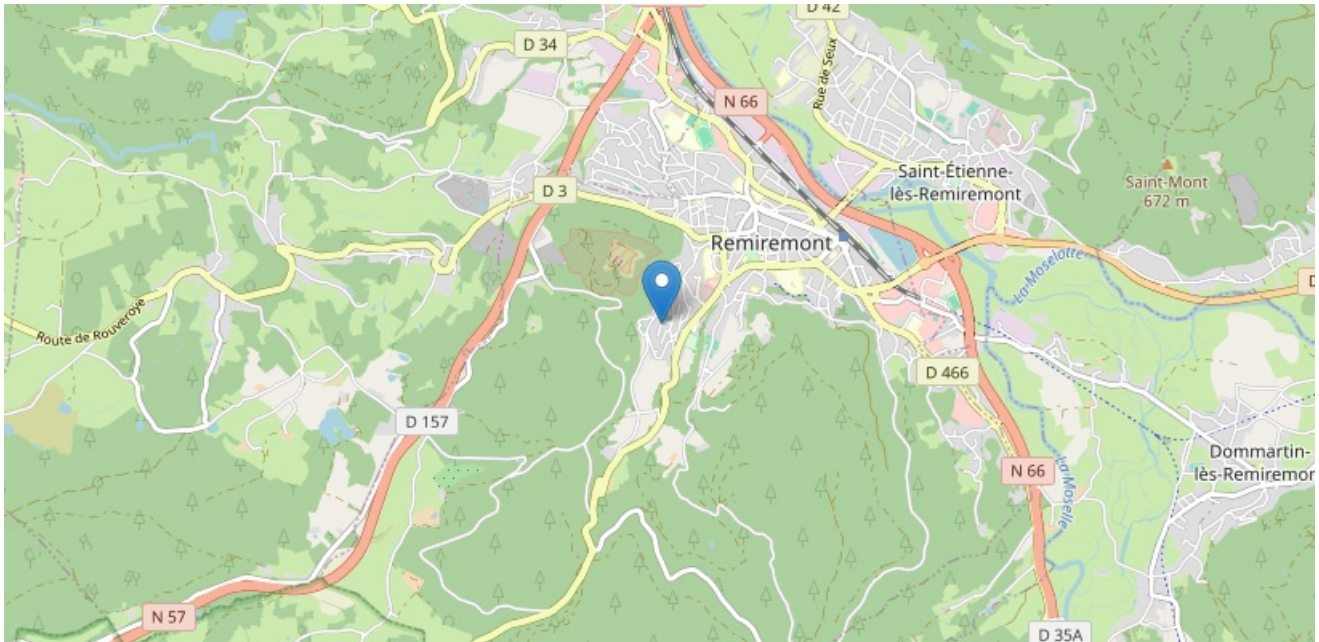 D 42
D 34
Rue de Seux
N 66
Saint-Étienne-
lès-Remiremont
Saint-Mont
672 m
D 3
Remiremont
La Moselotte
Route de Rouveroye
D 466
D 157
Dommartin-
lès-Remiremon
N 66
La Moselle
N 57
D 35A